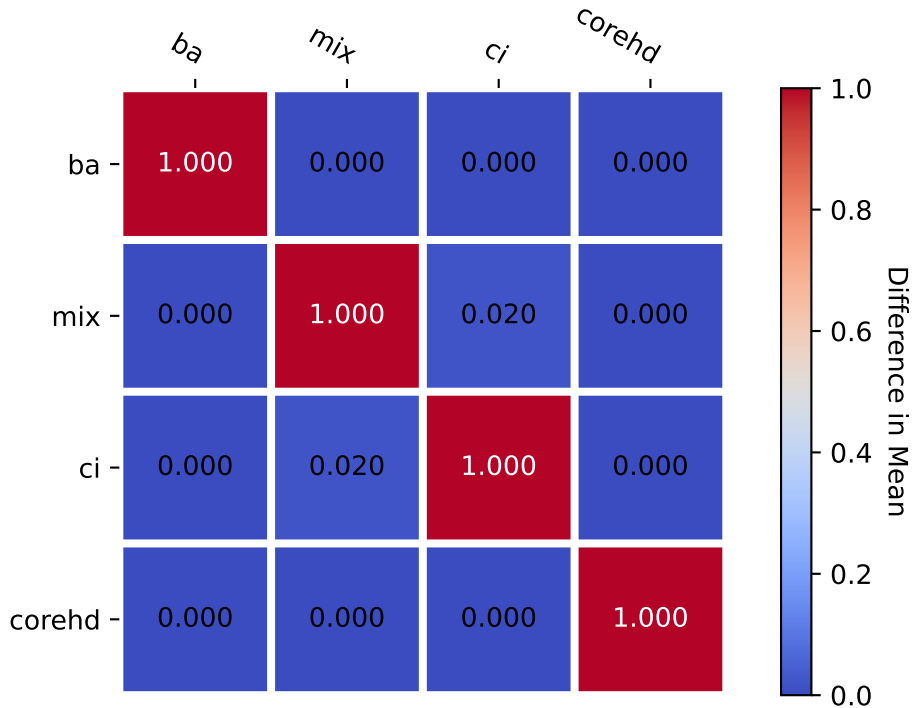 ba mix ci corehd
ba 1.000 0.000 0.000 0.000
mix 0.000 1.000 0.020 0.000
ci 0.000 0.020 1.000 0.000
corehd 0.000 0.000 0.000 1.000
1.0
0.8
0.6
0.4
0.2
0.0
Difference in Mean